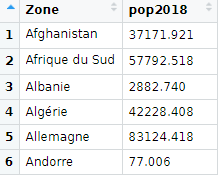 Zone pop2018
1 Afghanistan 37171.921
2 Afrique du Sud 57792.518
3 Albanie 2882.740
4 Algérie 42228.408
5 Allemagne 83124.418
6 Andorre 77.006